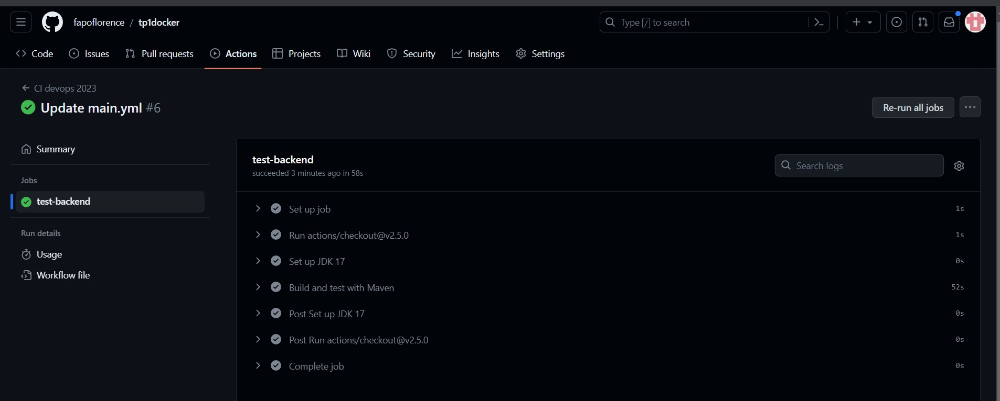 fapoflorence / tp1docker
Type / to search
Code
Issues
Pull requests
Actions
Projects
Wiki
Security
Insights
Settings
CI devops 2023
Update main.yml #6
Re-run all jobs
Summary
Jobs
test-backend
Run details
Usage
Workflow file
test-backend
succeeded 3 minutes ago in 58s
Search logs
Set up job 1s
Run actions/checkout@v2.5.0 1s
Set up JDK 17 0s
Build and test with Maven 52s
Post Set up JDK 17 0s
Post Run actions/checkout@v2.5.0 0s
Complete job 0s